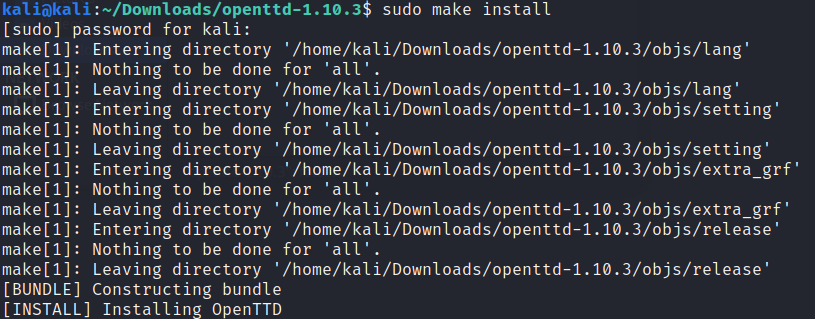 kali@kali:~/Downloads/openttd-1.10.3$ sudo make install
[sudo] password for kali:
make[1]: Entering directory '/home/kali/Downloads/openttd-1.10.3/objs/lang'
make[1]: Nothing to be done for 'all'.
make[1]: Leaving directory '/home/kali/Downloads/openttd-1.10.3/objs/lang'
make[1]: Entering directory '/home/kali/Downloads/openttd-1.10.3/objs/setting'
make[1]: Nothing to be done for 'all'.
make[1]: Leaving directory '/home/kali/Downloads/openttd-1.10.3/objs/setting'
make[1]: Entering directory '/home/kali/Downloads/openttd-1.10.3/objs/extra_grf'
make[1]: Nothing to be done for 'all'.
make[1]: Leaving directory '/home/kali/Downloads/openttd-1.10.3/objs/extra_grf'
make[1]: Entering directory '/home/kali/Downloads/openttd-1.10.3/objs/release'
make[1]: Nothing to be done for 'all'.
make[1]: Leaving directory '/home/kali/Downloads/openttd-1.10.3/objs/release'
[BUNDLE] Constructing bundle
[INSTALL] Installing OpenTTD